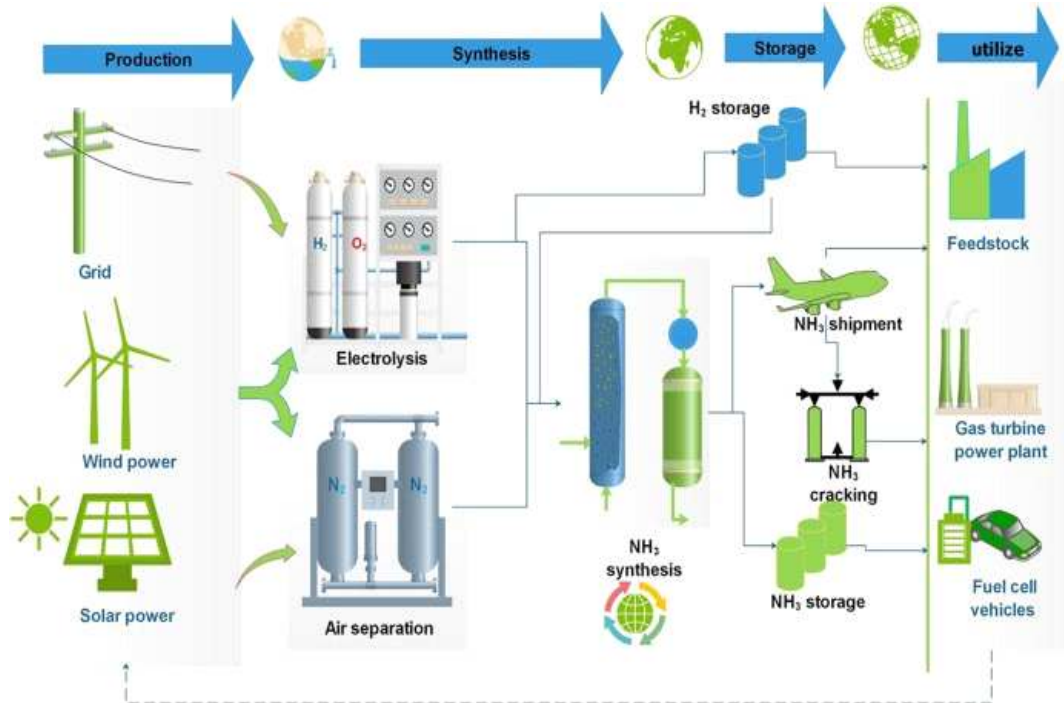 Production
Synthesis
Storage
utilize
H₂ storage
H₂
O₂
Grid
Electrolysis
Feedstock
NH₃ shipment
Wind power
N₂
N₂
Gas turbine
power plant
NH₃
cracking
NH₃
synthesis
Solar power
Air separation
NH₃ storage
Fuel cell
vehicles